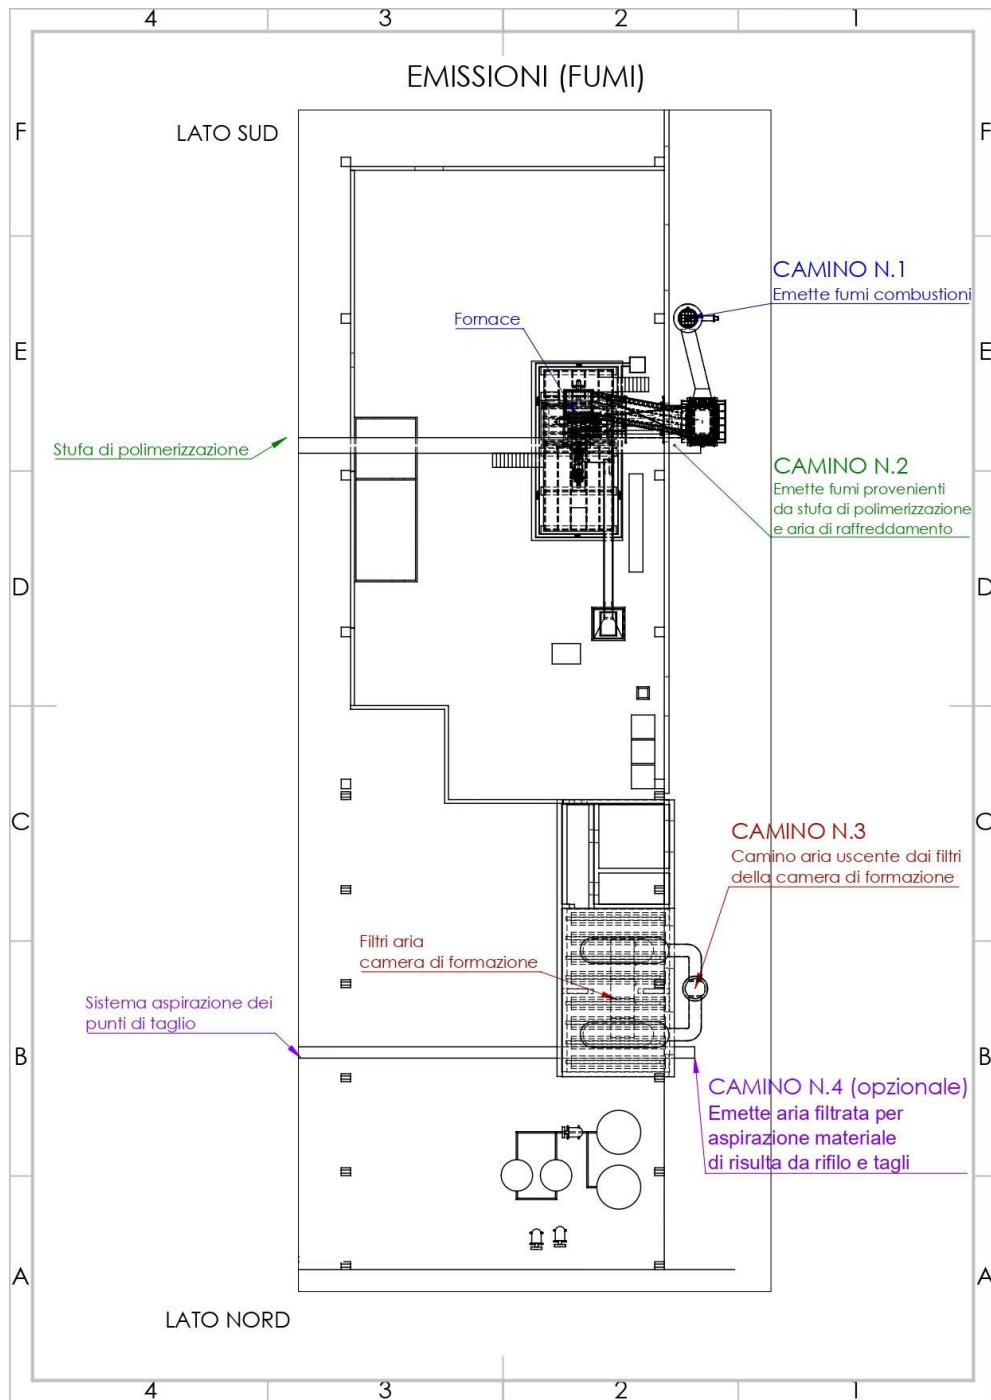 4 3 2 1
EMISSIONI (FUMI)
F
LATO SUD
F
CAMINO N.1
Emette fumi combustioni
Fornace
E
E
Stufa di polimerizzazione
CAMINO N.2
Emette fumi provenienti
da stufa di polimerizzazione
e aria di raffreddamento
D
D
C
C
CAMINO N.3
Camino aria uscente dai filtri
della camera di formazione
Filtri aria
camera di formazione
Sistema aspirazione dei
punti di taglio
B
B
CAMINO N.4 (opzionale)
Emette aria filtrata per
aspirazione materiale
di risulta da rifilo e tagli
A
A
LATO NORD
4 3 2 1